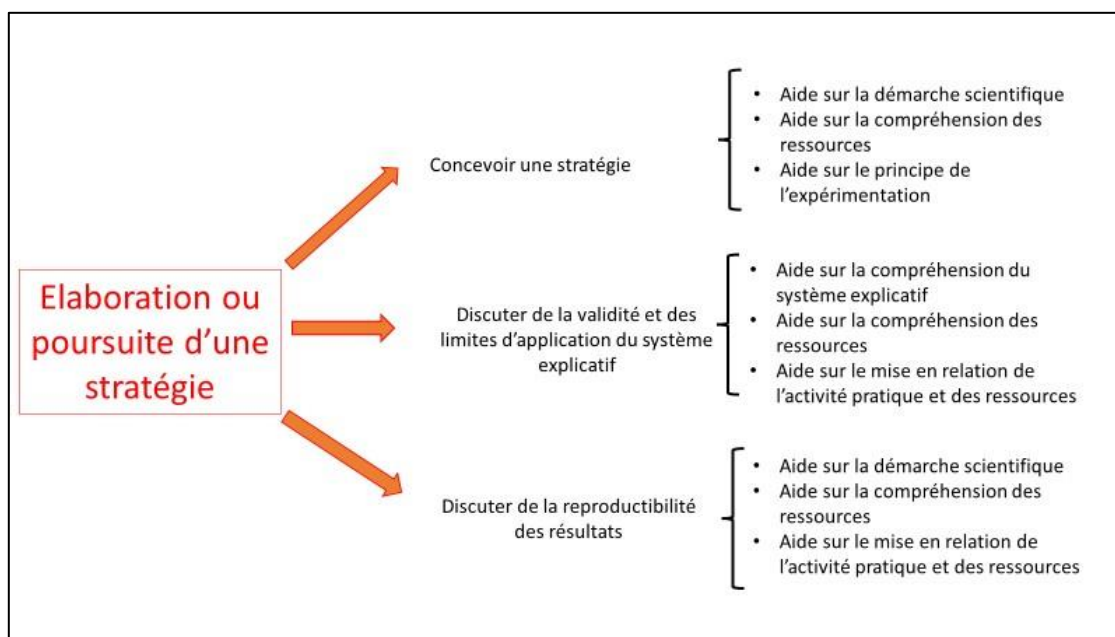 Elaboration ou
poursuite d'une
stratégie
Concevoir une stratégie
• Aide sur la démarche scientifique
• Aide sur la compréhension des
ressources
• Aide sur le principe de
l'expérimentation
Discuter de la validité et des
limites d'application du système
explicatif
• Aide sur la compréhension du
système explicatif
• Aide sur la compréhension des
ressources
• Aide sur le mise en relation de
l'activité pratique et des ressources
Discuter de la reproductibilité
des résultats
• Aide sur la démarche scientifique
• Aide sur la compréhension des
ressources
• Aide sur le mise en relation de
l'activité pratique et des ressources